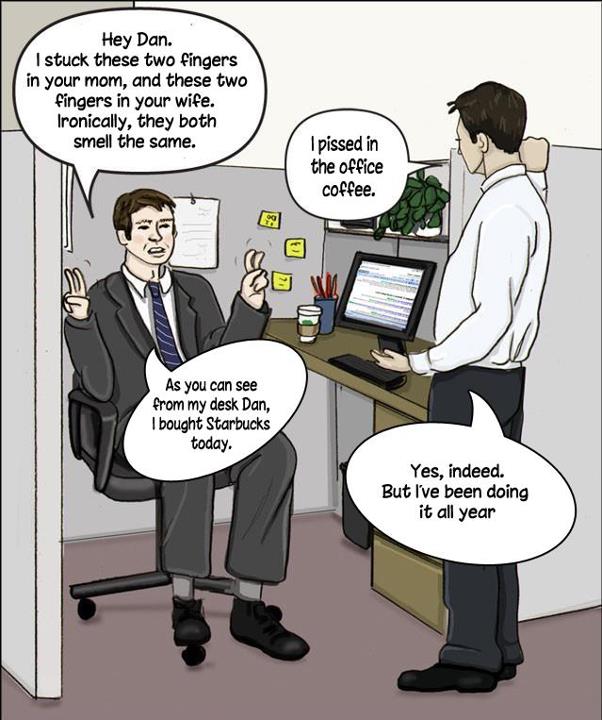 Hey Dan.
I stuck these two fingers
in your mom, and these two
fingers in your wife.
Ironically, they both
smell the same.
I pissed in
the office
coffee.
As you can see
from my desk Dan,
I bought Starbucks
today.
Yes, indeed.
But I've been doing
it all year